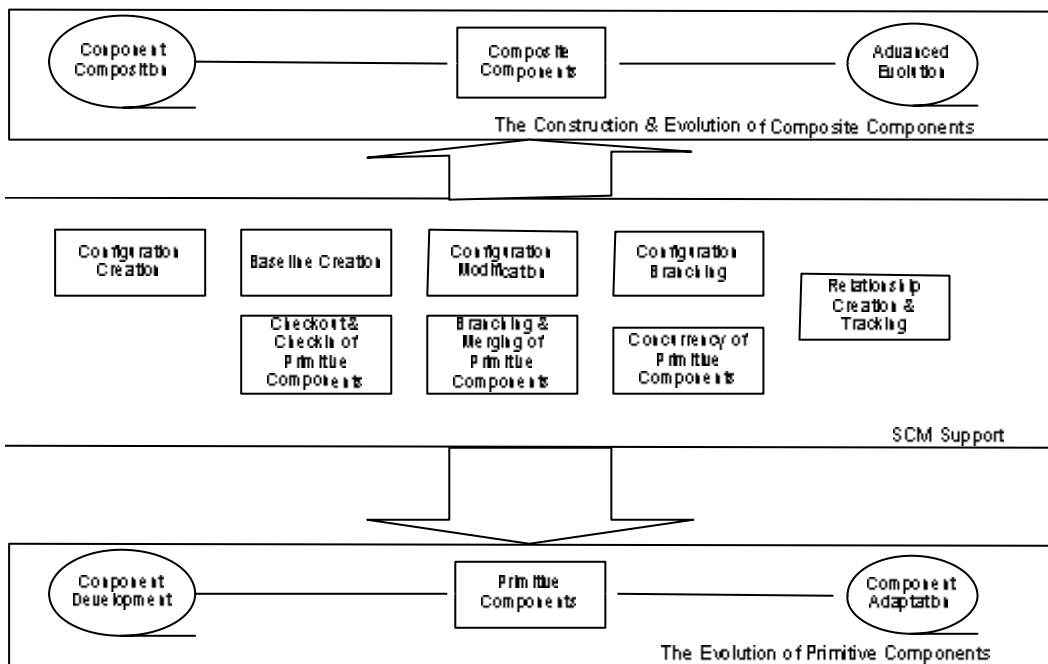 Component
Composition
Composite
Components
Advanced
Evolution
The Construction & Evolution of Composite Components
Configuration
Creation
Baseline Creation
Configuration
Modification
Configuration
Branching
Relationship
Creation &
Tracking
Checkout &
Checkin of
Primitive
Components
Branching &
Merging of
Primitive
Components
Concurrency of
Primitive
Components
SCM Support
Component
Development
Primitive
Components
Component
Adaptation
The Evolution of Primitive Components